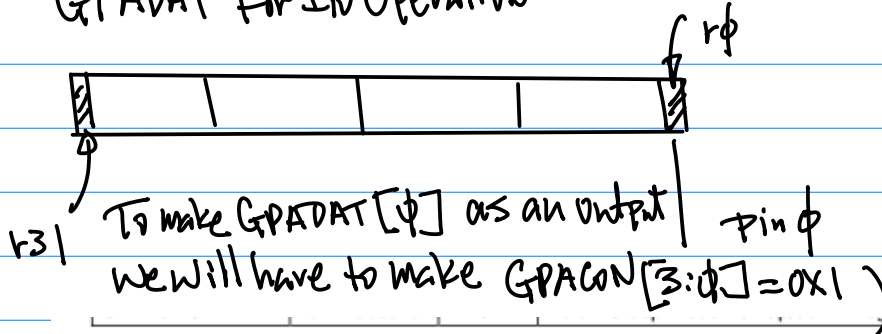 GPADAT For IN Operation
rϕ
r31
To make GPADAT[ϕ] as an output
Pin ϕ
We will have to make GPACON[3:ϕ]=0X1